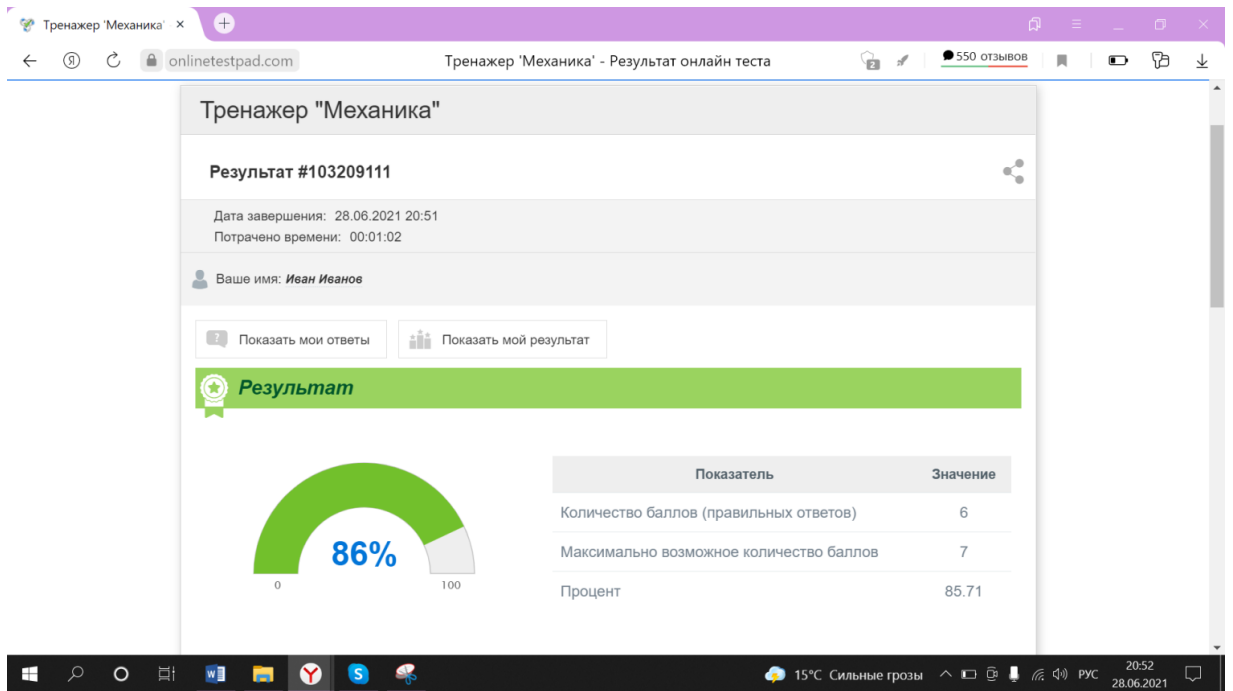 Тренажер 'Механика'
onlinetestpad.com
Тренажер 'Механика' - Результат онлайн теста
2
550 отзывов
Тренажер "Механика"
Результат #103209111
Дата завершения: 28.06.2021 20:51
Потрачено времени: 00:01:02
Ваше имя: Иван Иванов
Показать мои ответы
Показать мой результат
Результат
86%
0
100
Показатель Значение
Количество баллов (правильных ответов) 6
Максимально возможное количество баллов 7
Процент 85.71
15°C Сильные грозы
РУС
20:52
28.06.2021